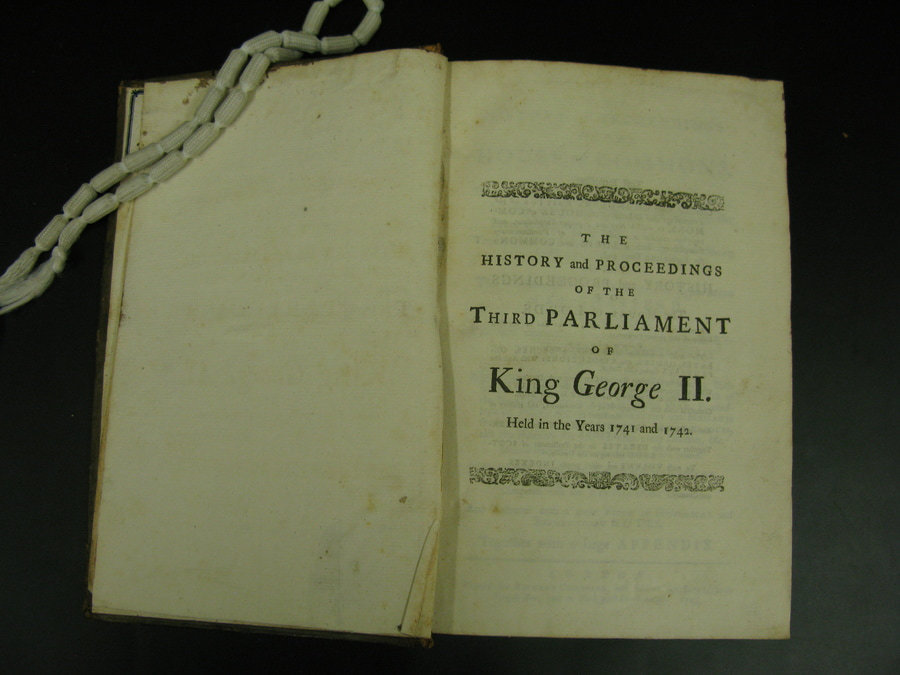 THE
HISTORY and PROCEEDINGS
OF THE
THIRD PARLIAMENT
OF
King George II.
Held in the Years 1741 and 1742.